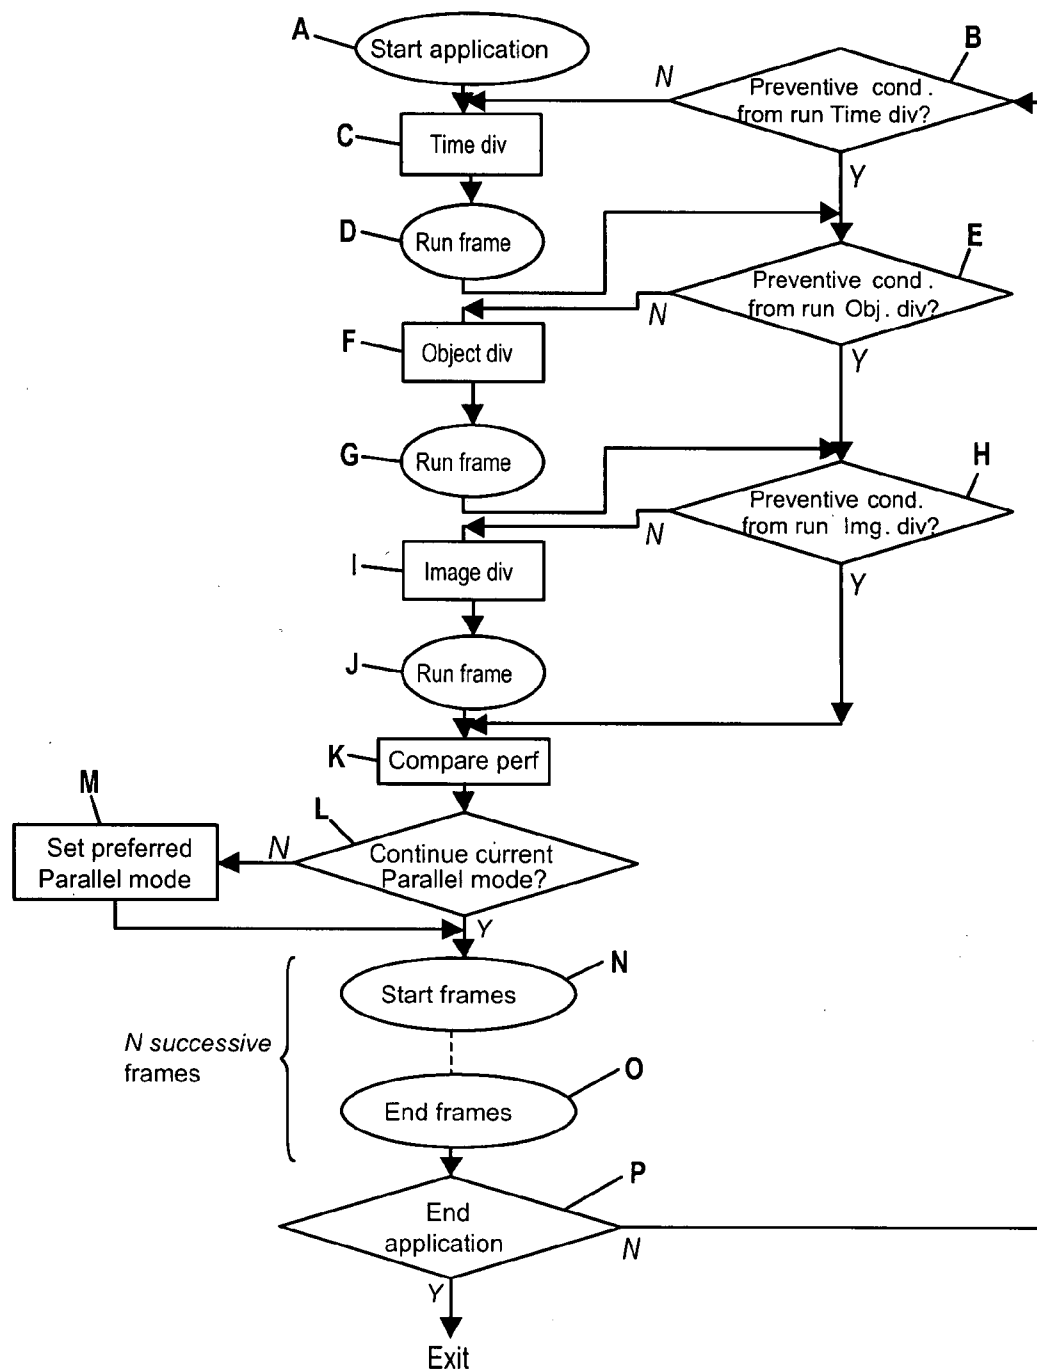 A
Start application
B
N
Preventive cond.
from run Time div?
C
Time div
Y
D
Run frame
E
Preventive cond.
from run Obj. div?
N
F
Object div
Y
G
Run frame
H
Preventive cond.
from run Img. div?
N
I
Image div
Y
J
Run frame
K
Compare perf
M
L
Set preferred
Parallel mode
N
Continue current
Parallel mode?
Y
N
Start frames
N successive
frames
O
End frames
P
End
application
N
Y
Exit